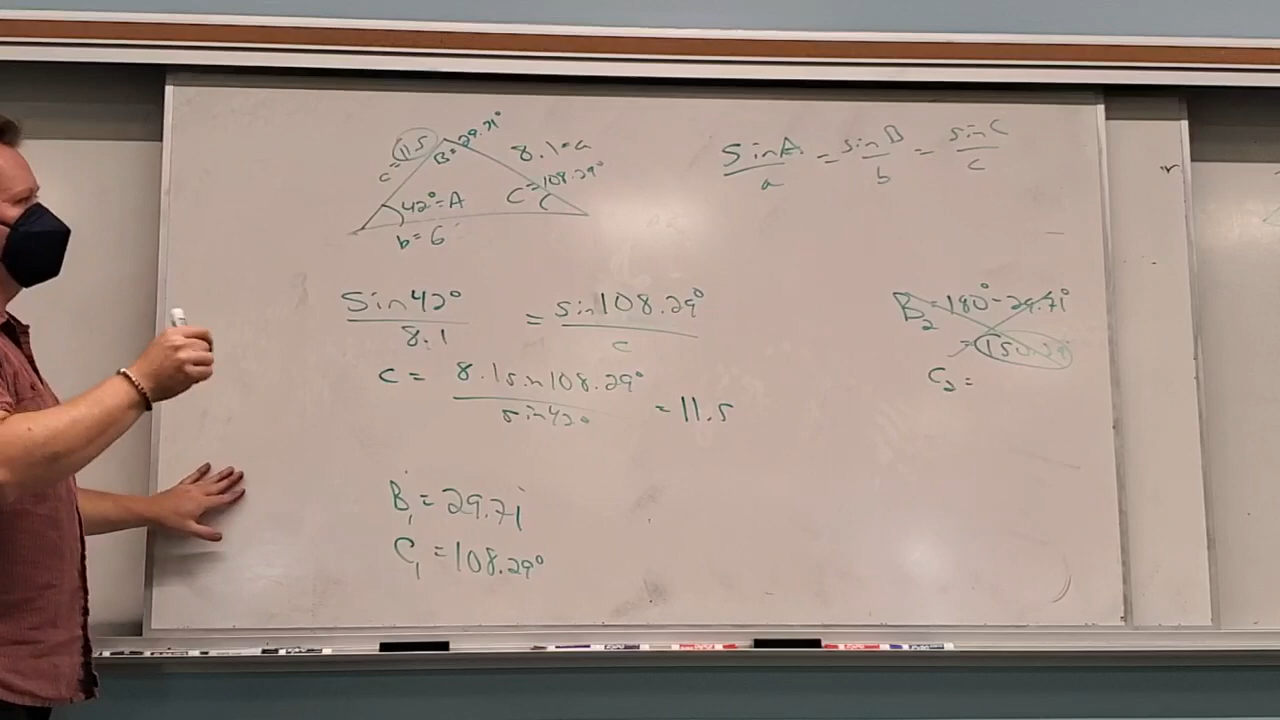 c = 11.5
B = 29.71°
8.1 = a
42° = A
C = 108.29°
b = 6
sinA/a = sinB/b = sinC/c
sin42°/8.1 = sin108.29°/c
c = 8.1sin108.29°/sin42° = 11.5
B₁ = 29.71
C₁ = 108.29°
B₂ = 180° - 29.71°
= 150.29
C₂ =